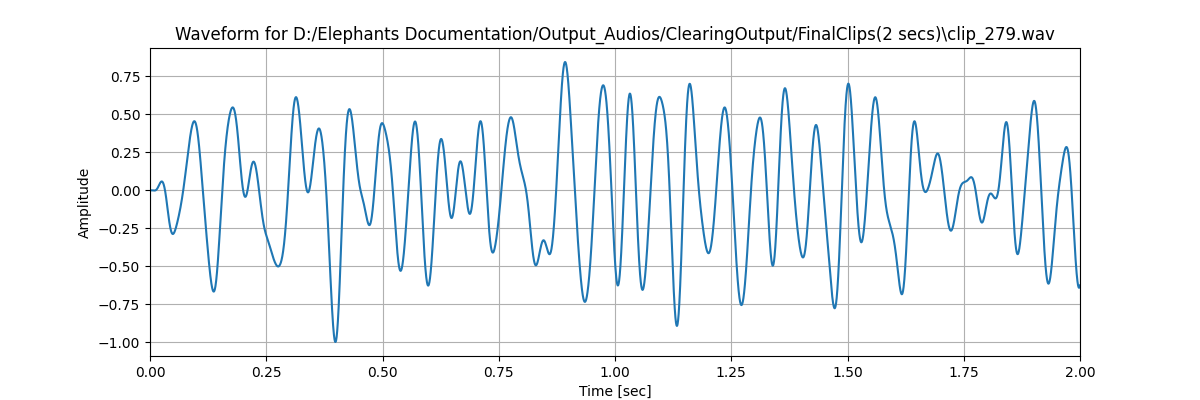 Waveform for D:/Elephants Documentation/Output_Audios/ClearingOutput/FinalClips(2 secs)\clip_279.wav
Amplitude
0.75
0.50
0.25
0.00
−0.25
−0.50
−0.75
−1.00
0.00 0.25 0.50 0.75 1.00 1.25 1.50 1.75 2.00
Time [sec]